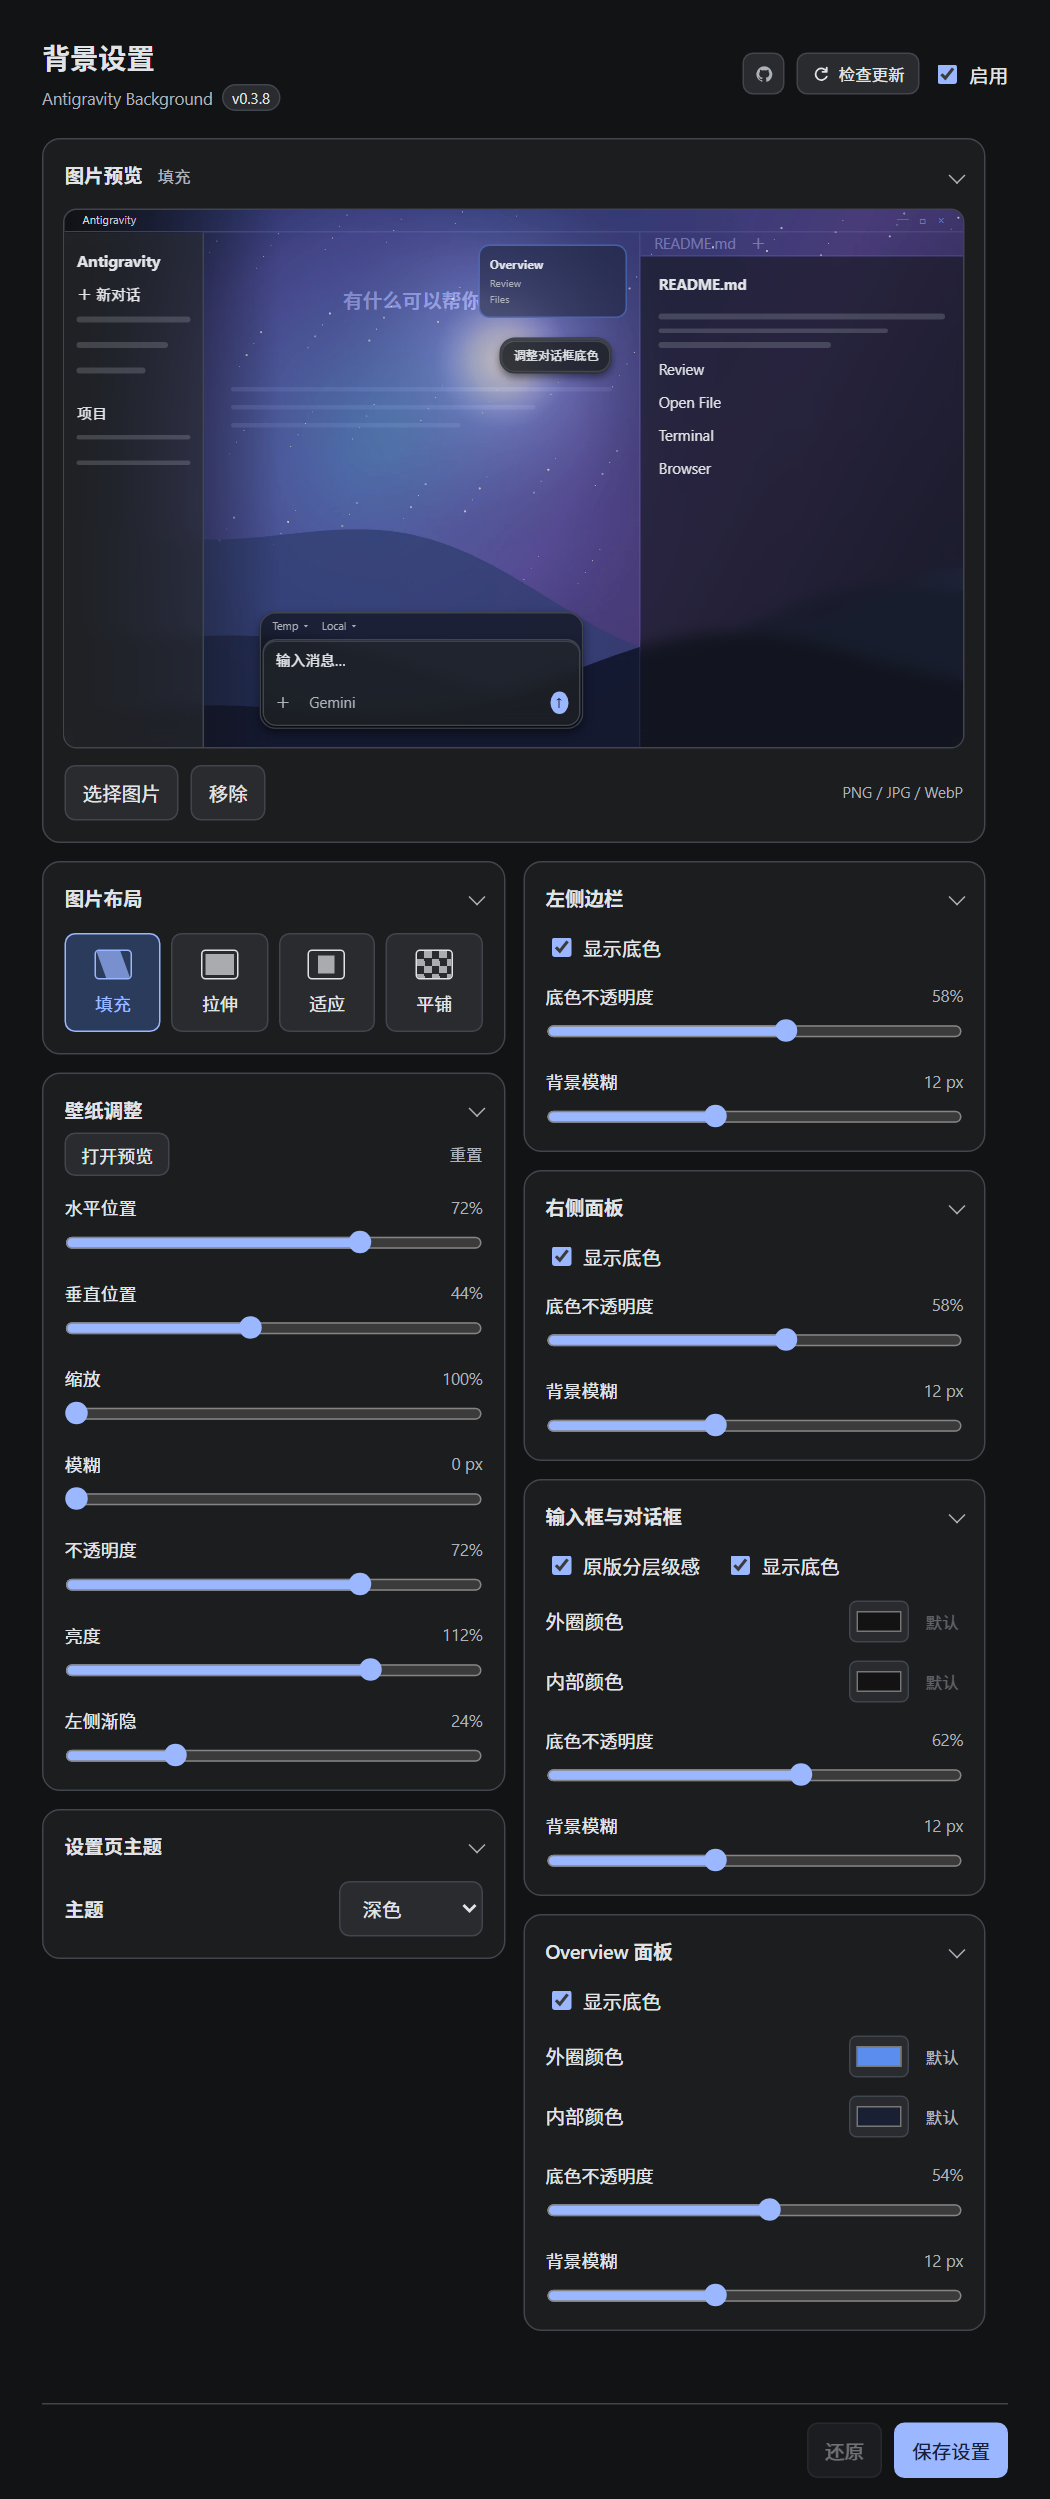 背景设置
Antigravity Background v0.3.8
检查更新
启用
图片预览 填充
Antigravity
Antigravity
+ 新对话
项目
有什么可以帮你
Overview
Review
Files
调整对话框底色
README.md +
README.md
Review
Open File
Terminal
Browser
Temp Local
输入消息...
+ Gemini
选择图片 移除
PNG / JPG / WebP
图片布局
填充 拉伸 适应 平铺
壁纸调整
打开预览 重置
水平位置 72%
垂直位置 44%
缩放 100%
模糊 0 px
不透明度 72%
亮度 112%
左侧渐隐 24%
设置页主题
主题 深色
左侧边栏
显示底色
底色不透明度 58%
背景模糊 12 px
右侧面板
显示底色
底色不透明度 58%
背景模糊 12 px
输入框与对话框
原版分层级感 显示底色
外圈颜色 默认
内部颜色 默认
底色不透明度 62%
背景模糊 12 px
Overview 面板
显示底色
外圈颜色 默认
内部颜色 默认
底色不透明度 54%
背景模糊 12 px
还原 保存设置